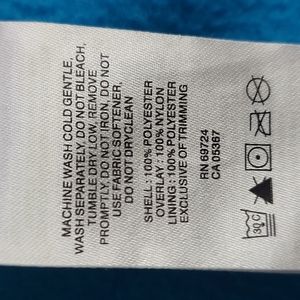 MACHINE WASH COLD GENTLE,
WASH SEPARATELY, DO NOT BLEACH,
TUMBLE DRY LOW, REMOVE
PROMPTLY, DO NOT IRON, DO NOT
USE FABRIC SOFTENER,
DO NOT DRYCLEAN
SHELL : 100% POLYESTER
OVERLAY : 100% NYLON
LINING : 100% POLYESTER
EXCLUSIVE OF TRIMMING
RN 69724
CA 05367
30°C